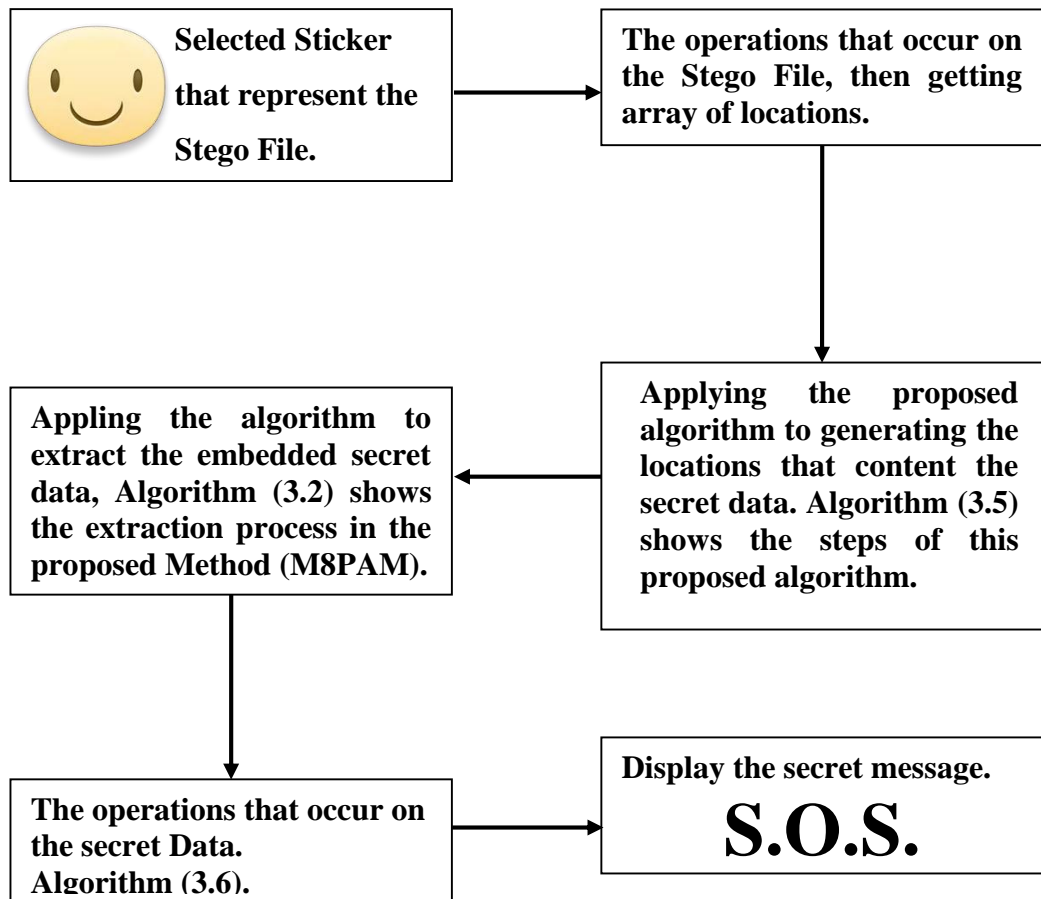 Selected Sticker
that represent the
Stego File.
The operations that occur on
the Stego File, then getting
array of locations.
Applying the proposed
algorithm to generating the
locations that content the
secret data. Algorithm (3.5)
shows the steps of this
proposed algorithm.
Appling the algorithm to
extract the embedded secret
data, Algorithm (3.2) shows
the extraction process in the
proposed Method (M8PAM).
The operations that occur on
the secret Data.
Algorithm (3.6).
Display the secret message.
S.O.S.